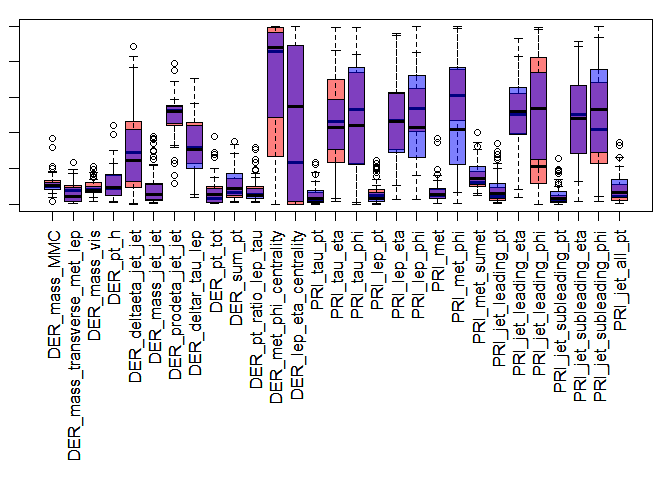 DER_mass_MMC
DER_mass_transverse_met_lep
DER_mass_vis
DER_pt_h
DER_deltaeta_jet_jet
DER_mass_jet_jet
DER_prodeta_jet_jet
DER_deltar_tau_lep
DER_pt_tot
DER_sum_pt
DER_pt_ratio_lep_tau
DER_met_phi_centrality
DER_lep_eta_centrality
PRI_tau_pt
PRI_tau_eta
PRI_tau_phi
PRI_lep_pt
PRI_lep_eta
PRI_lep_phi
PRI_met
PRI_met_phi
PRI_met_sumet
PRI_jet_leading_pt
PRI_jet_leading_eta
PRI_jet_leading_phi
PRI_jet_subleading_pt
PRI_jet_subleading_eta
PRI_jet_subleading_phi
PRI_jet_all_pt